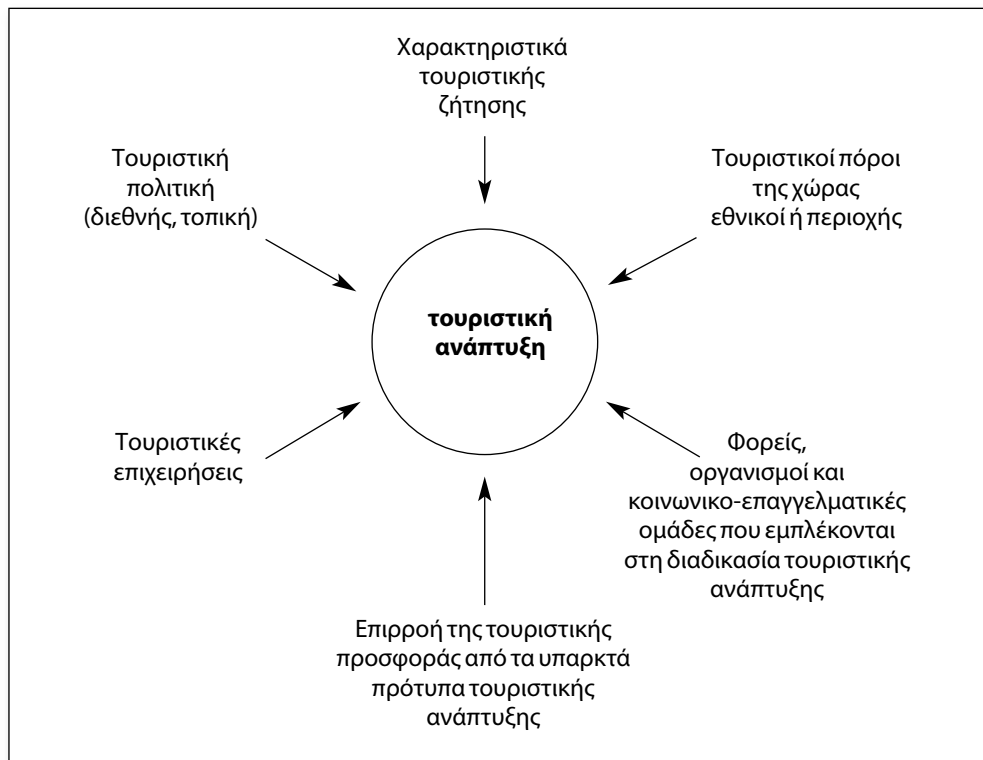 Χαρακτηριστικά
τουριστικής
ζήτησης
Τουριστική
πολιτική
(διεθνής, τοπική)
Τουριστικοί πόροι
της χώρας
εθνικοί ή περιοχής
τουριστική
ανάπτυξη
Τουριστικές
επιχειρήσεις
Φορείς,
οργανισμοί και
κοινωνικο-επαγγελματικές
ομάδες που εμπλέκονται
στη διαδικασία τουριστικής
ανάπτυξης
Επιρροή της τουριστικής
προσφοράς από τα υπαρκτά
πρότυπα τουριστικής
ανάπτυξης